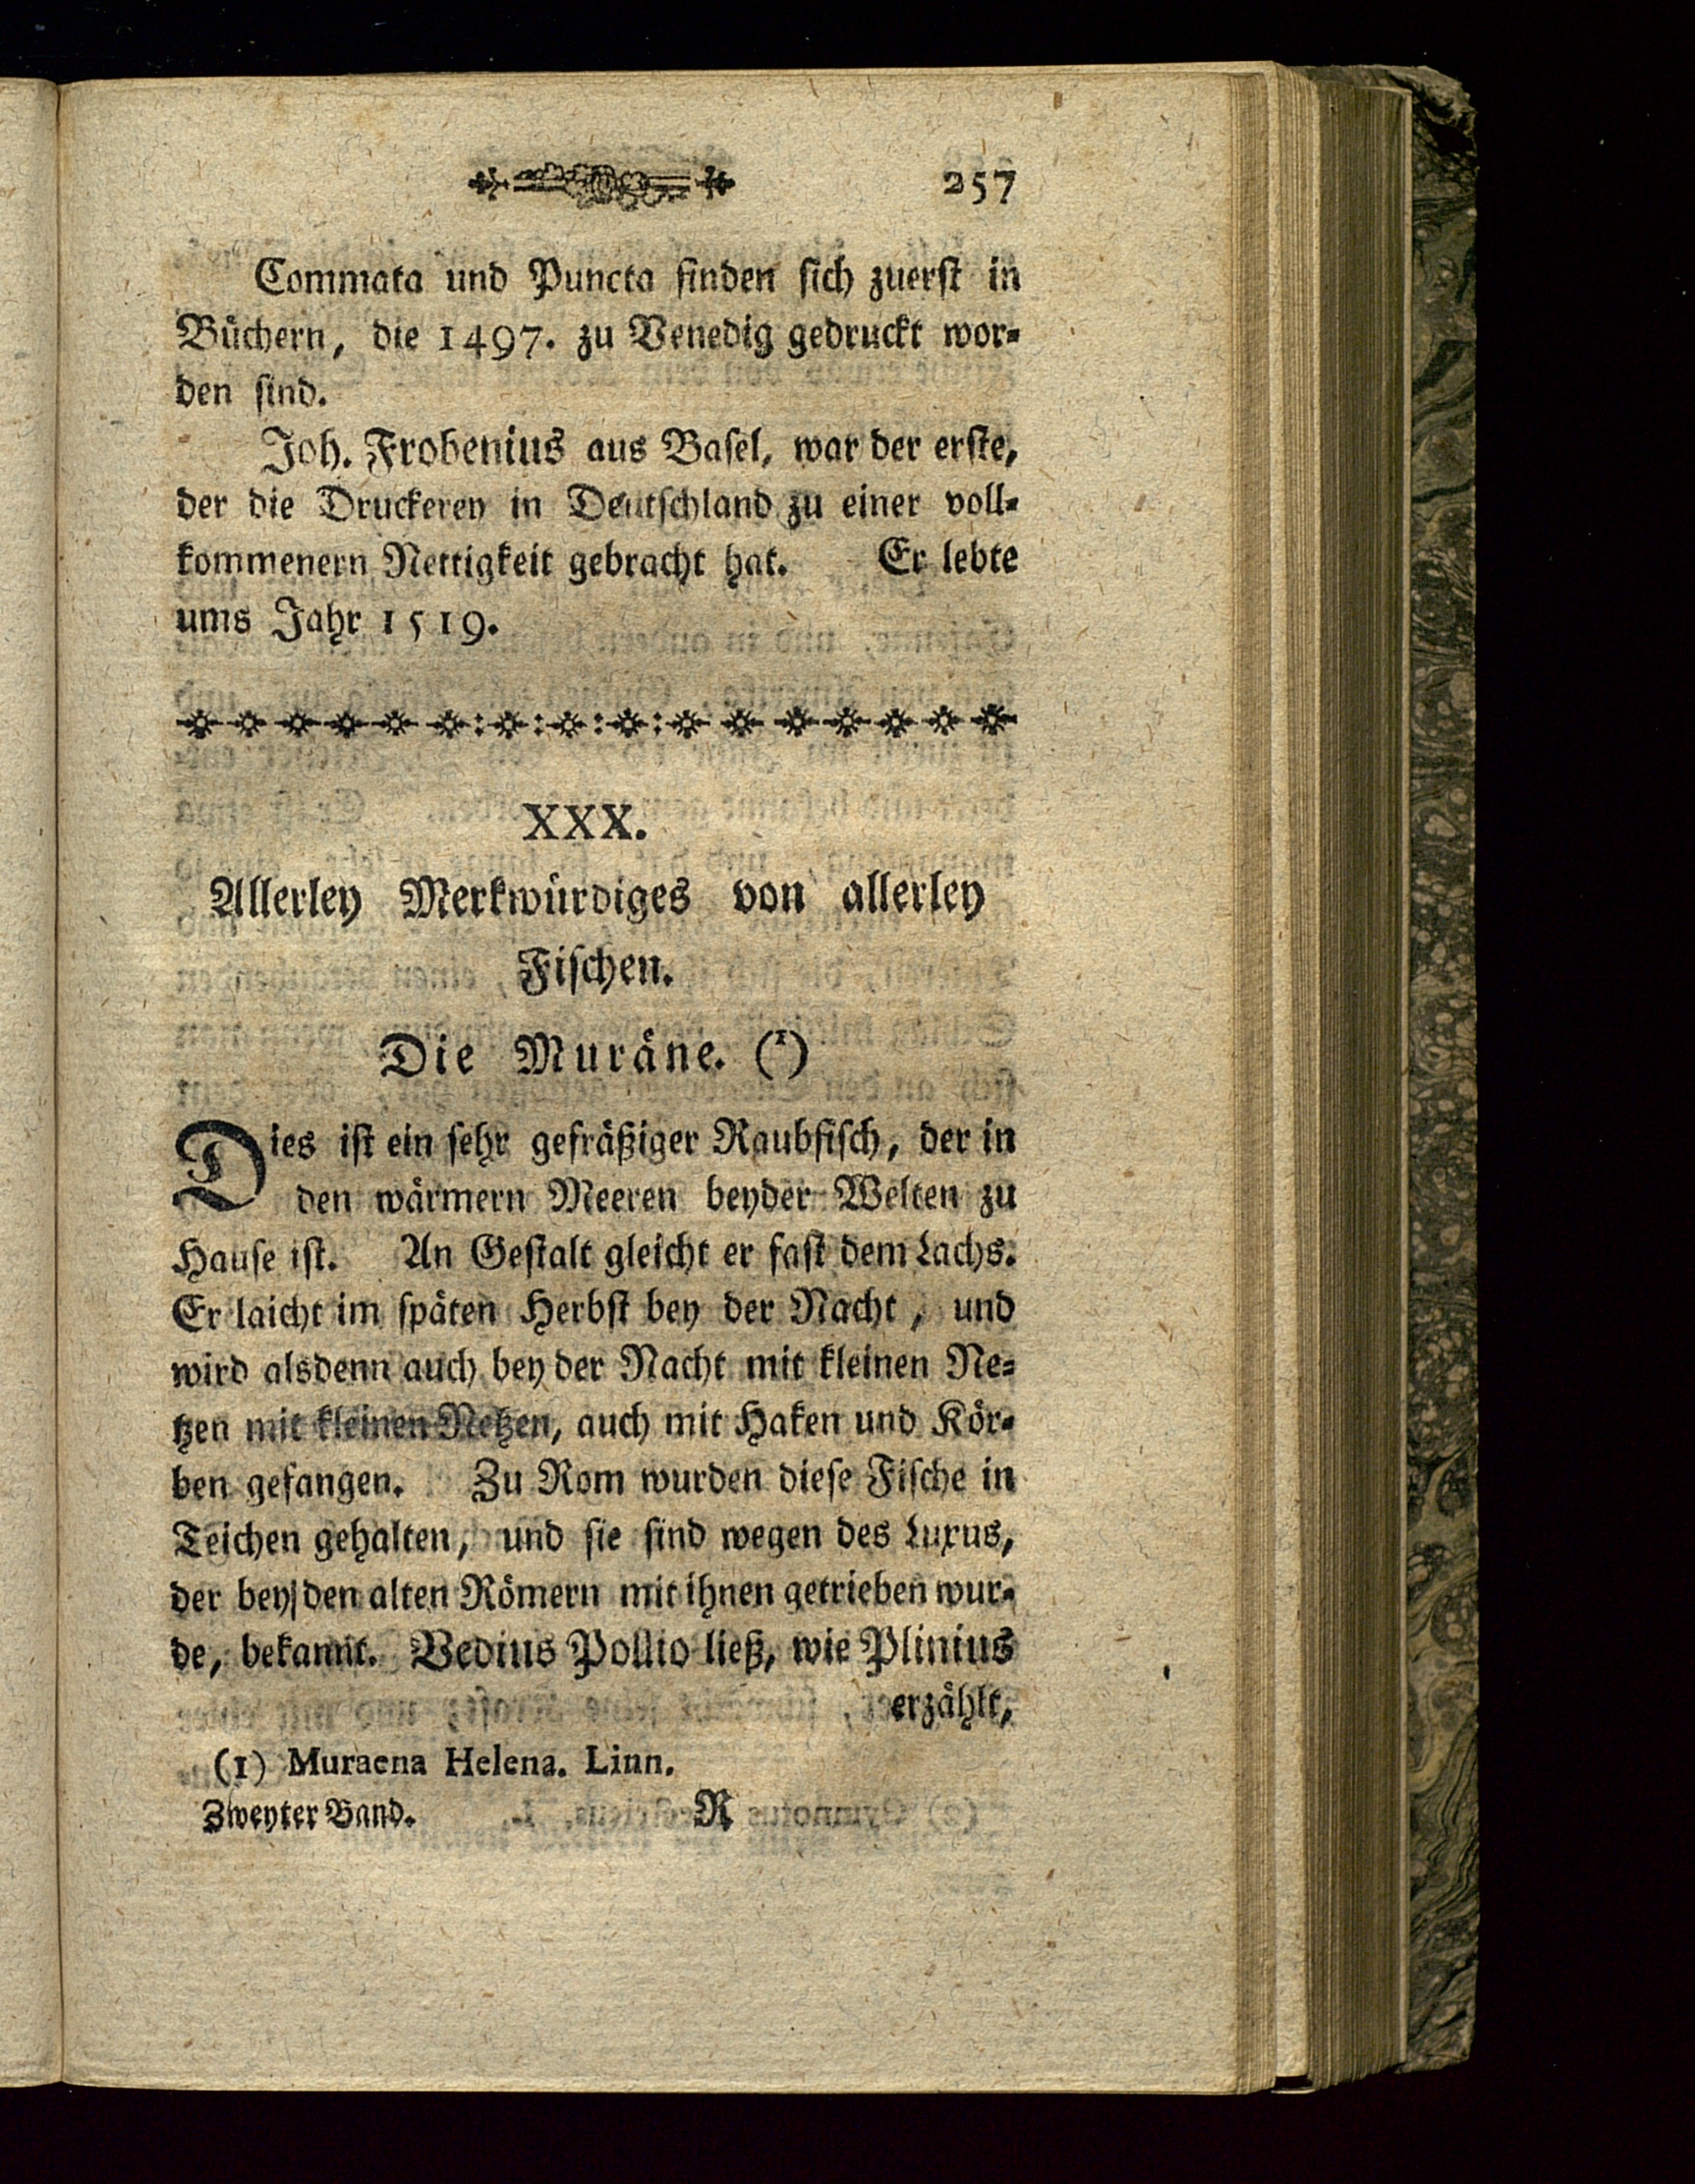 257
Commata und Puncta finden sich zuerst in
Büchern, die 1497. zu Venedig gedruckt wor-
den sind.
Joh. Frobenius aus Basel, war der erste,
der die Druckerey in Deutschland zu einer voll-
kommenern Nettigkeit gebracht hat. Er lebte
ums Jahr 1519.
XXX.
Allerley Merkwürdiges von allerley
Fischen.
Die Muräne. (1)
Dies ist ein sehr gefräßiger Raubfisch, der in
den wärmern Meeren beyder Welten zu
Hause ist. An Gestalt gleicht er fast dem Lachs.
Er laicht im späten Herbst bey der Nacht, und
wird alsdenn auch bey der Nacht mit kleinen Ne-
tzen mit kleinen Netzen, auch mit Haken und Kör-
ben gefangen. Zu Rom wurden diese Fische in
Teichen gehalten, und sie sind wegen des Luxus,
der bey den alten Römern mit ihnen getrieben wur-
de, bekannt. Vedius Pollio ließ, wie Plinius
erzählt,
(1) Muraena Helena. Linn.
Zweyter Band. R